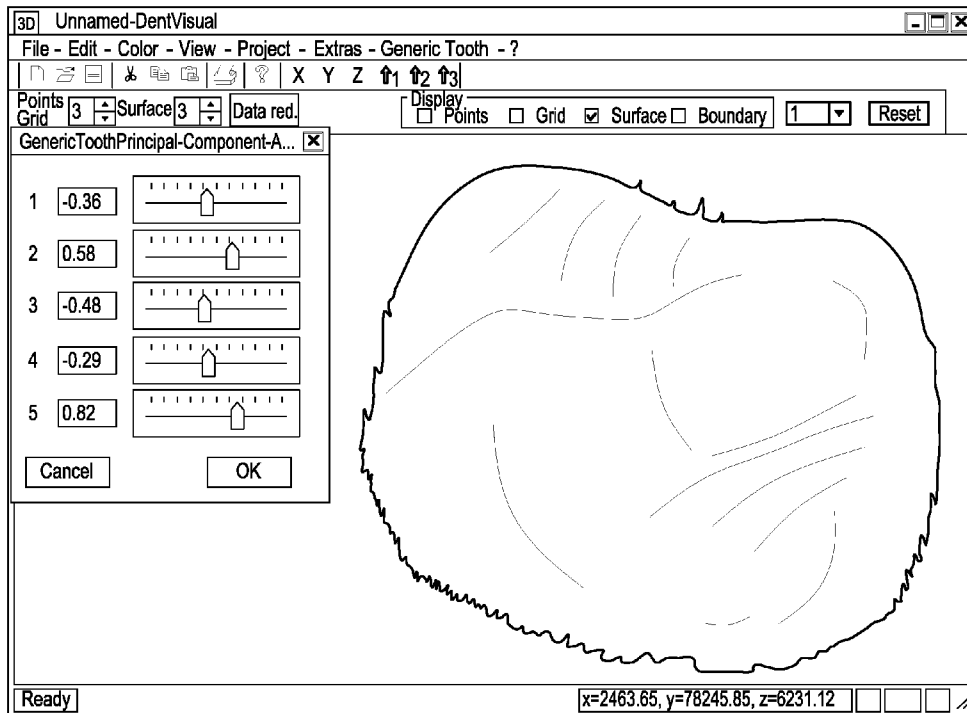 3D Unnamed-DentVisual
File - Edit - Color - View - Project - Extras - Generic Tooth - ?
X Y Z 1 2 3
Points Grid 3 Surface 3 Data red. Display Points Grid Surface Boundary 1 Reset
GenericToothPrincipal-Component-A...
1 -0.36
2 0.58
3 -0.48
4 -0.29
5 0.82
Cancel OK
Ready x=2463.65, y=78245.85, z=6231.12